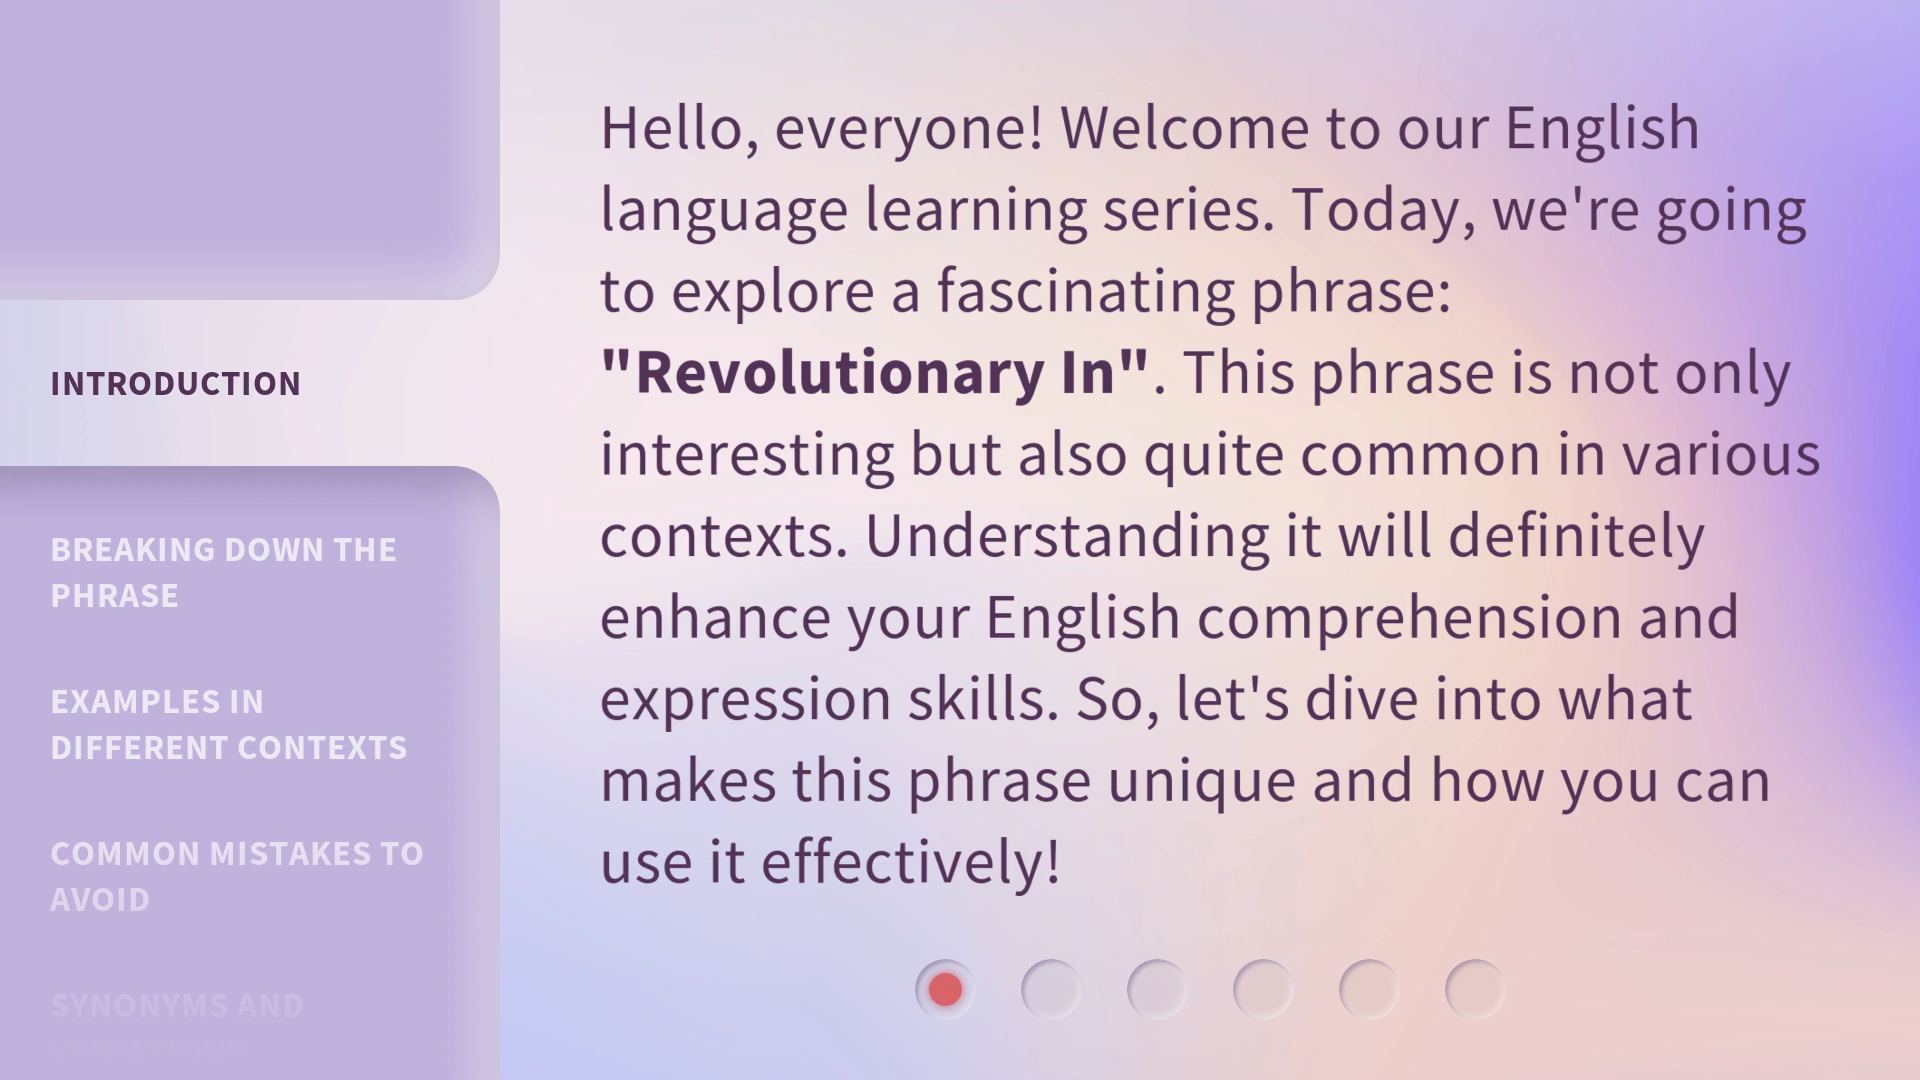 INTRODUCTION
BREAKING DOWN THE
PHRASE
EXAMPLES IN
DIFFERENT CONTEXTS
COMMON MISTAKES TO
AVOID
SYNONYMS AND
VARIATIONS
Hello, everyone! Welcome to our English
language learning series. Today, we're going
to explore a fascinating phrase:
"Revolutionary In". This phrase is not only
interesting but also quite common in various
contexts. Understanding it will definitely
enhance your English comprehension and
expression skills. So, let's dive into what
makes this phrase unique and how you can
use it effectively!